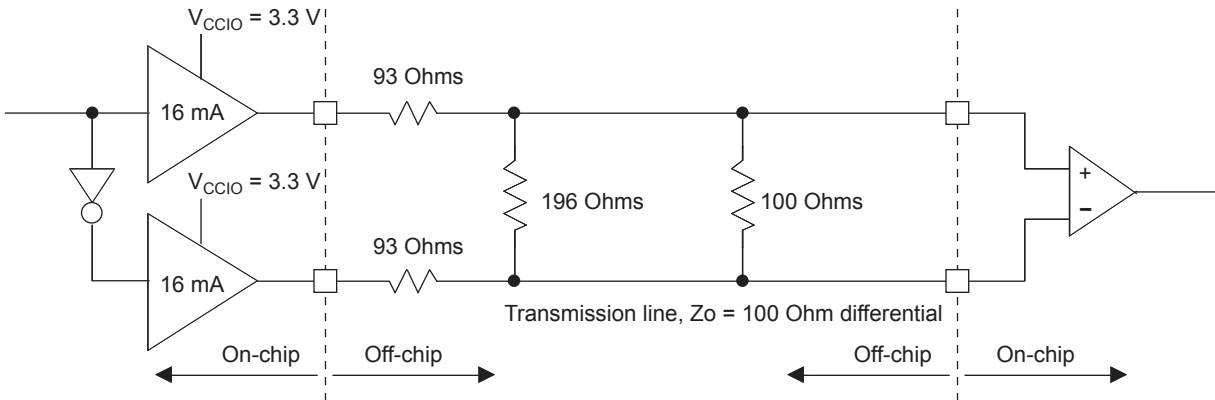 V_CCIO = 3.3 V
93 Ohms
16 mA
V_CCIO = 3.3 V
196 Ohms
100 Ohms
+
−
93 Ohms
16 mA
Transmission line, Zo = 100 Ohm differential
On-chip
Off-chip
Off-chip
On-chip